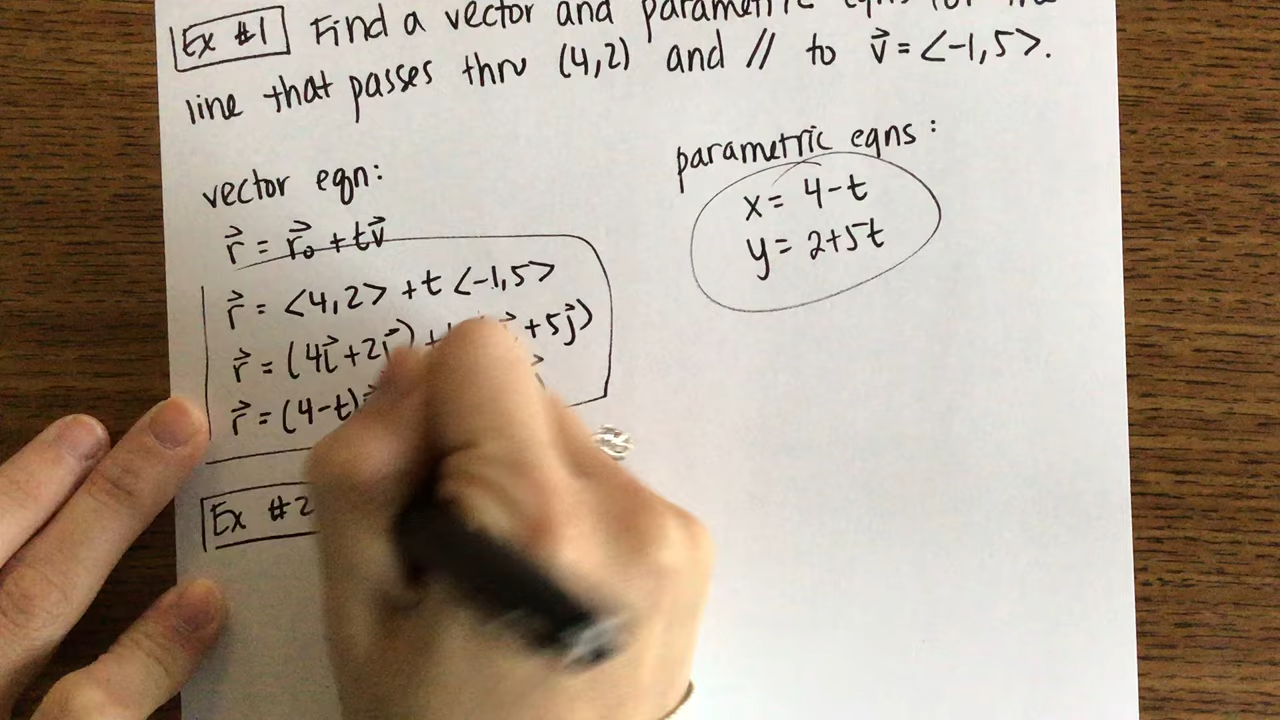 Ex #1 Find a vector and parametric eqns for the
line that passes thru (4,2) and // to v⃗ = <-1,5>.
vector eqn:
r⃗ = r⃗₀ + tv⃗
r⃗ = <4,2> + t <-1,5>
r⃗ = (4i⃗+2j⃗) + +5j⃗)
r⃗ = (4-t)
parametric eqns:
x= 4-t
y= 2+5t
Ex #2